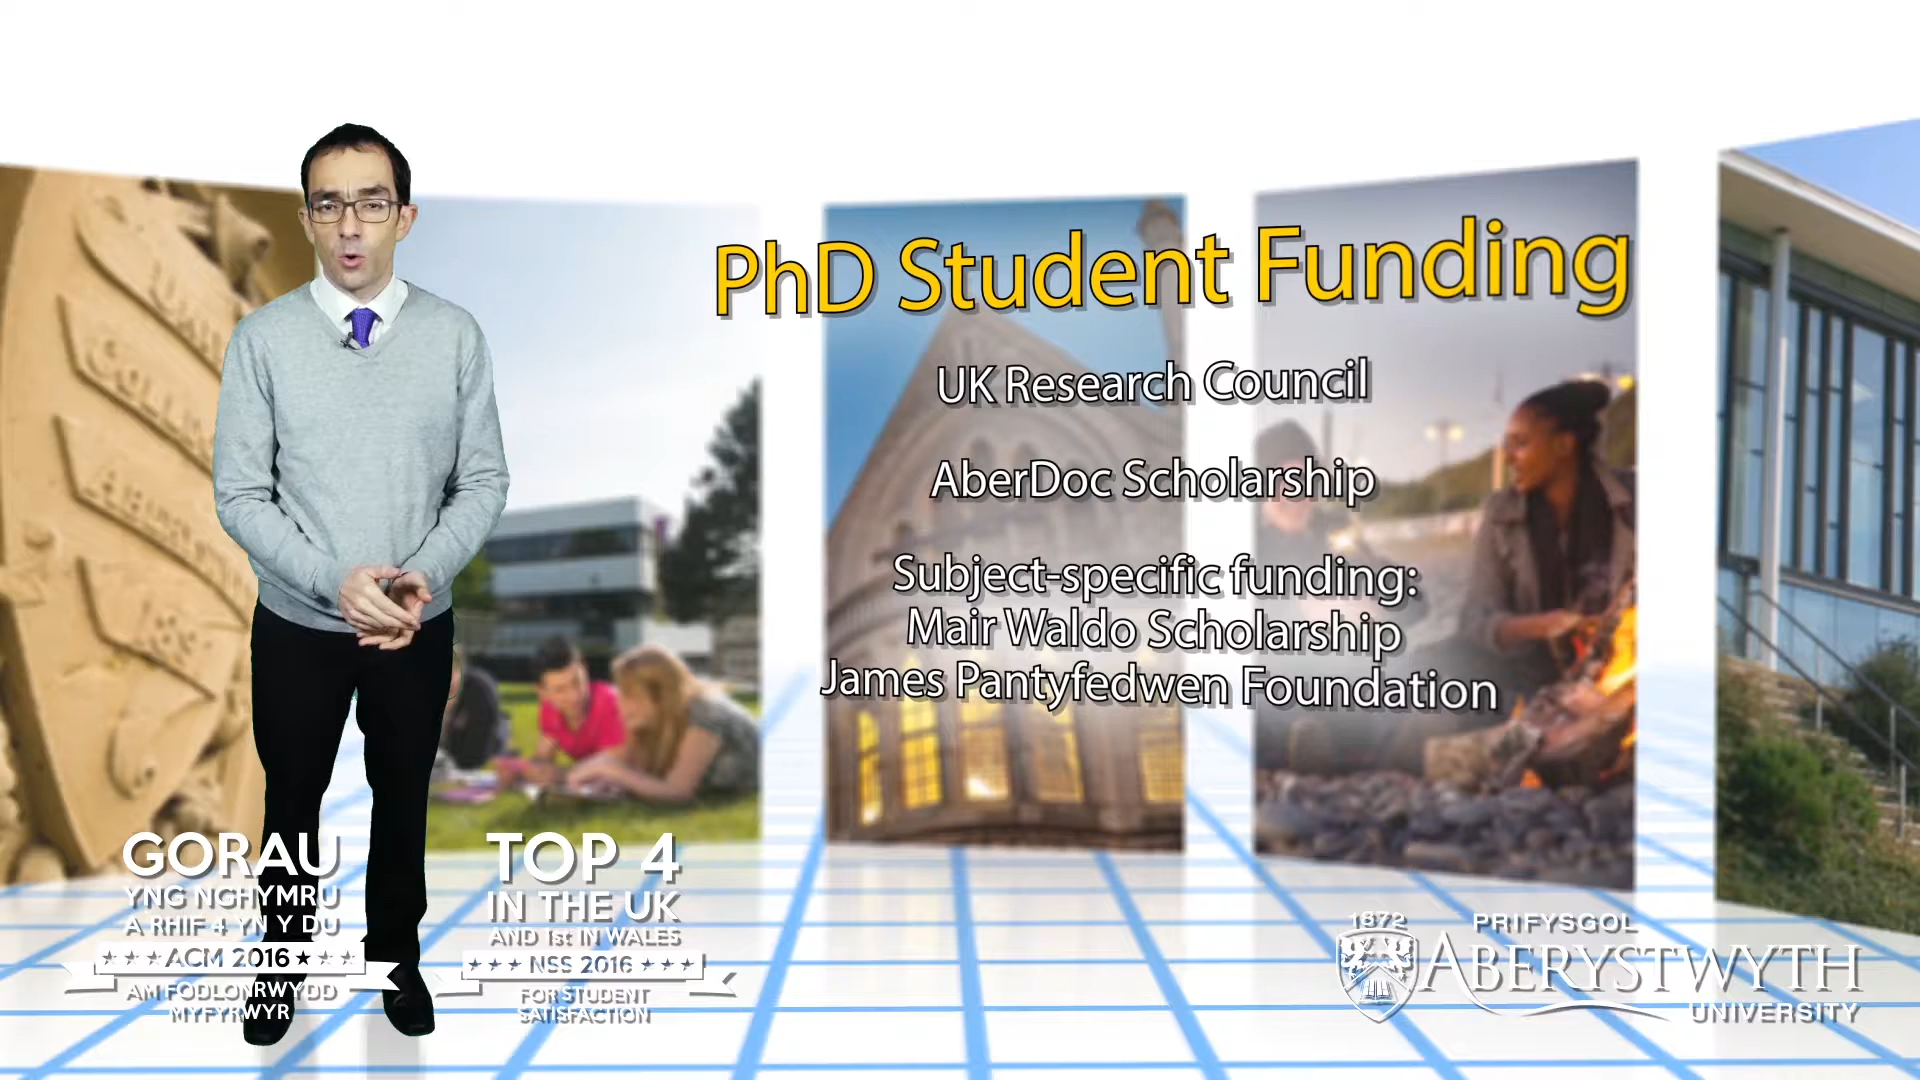 PhD Student Funding
UK Research Council
AberDoc Scholarship
Subject-specific funding:
Mair Waldo Scholarship
James Pantyfedwen Foundation
GORAU
YNG NGHYMRU
A RHIF 4 YN Y DU
ACM 2016
AM FODLONRWYDD
MYFYRWYR
TOP 4
IN THE UK
AND 1st IN WALES
NSS 2016
FOR STUDENT
SATISFACTION
1872
PRIFYSGOL
ABERYSTWYTH
UNIVERSITY